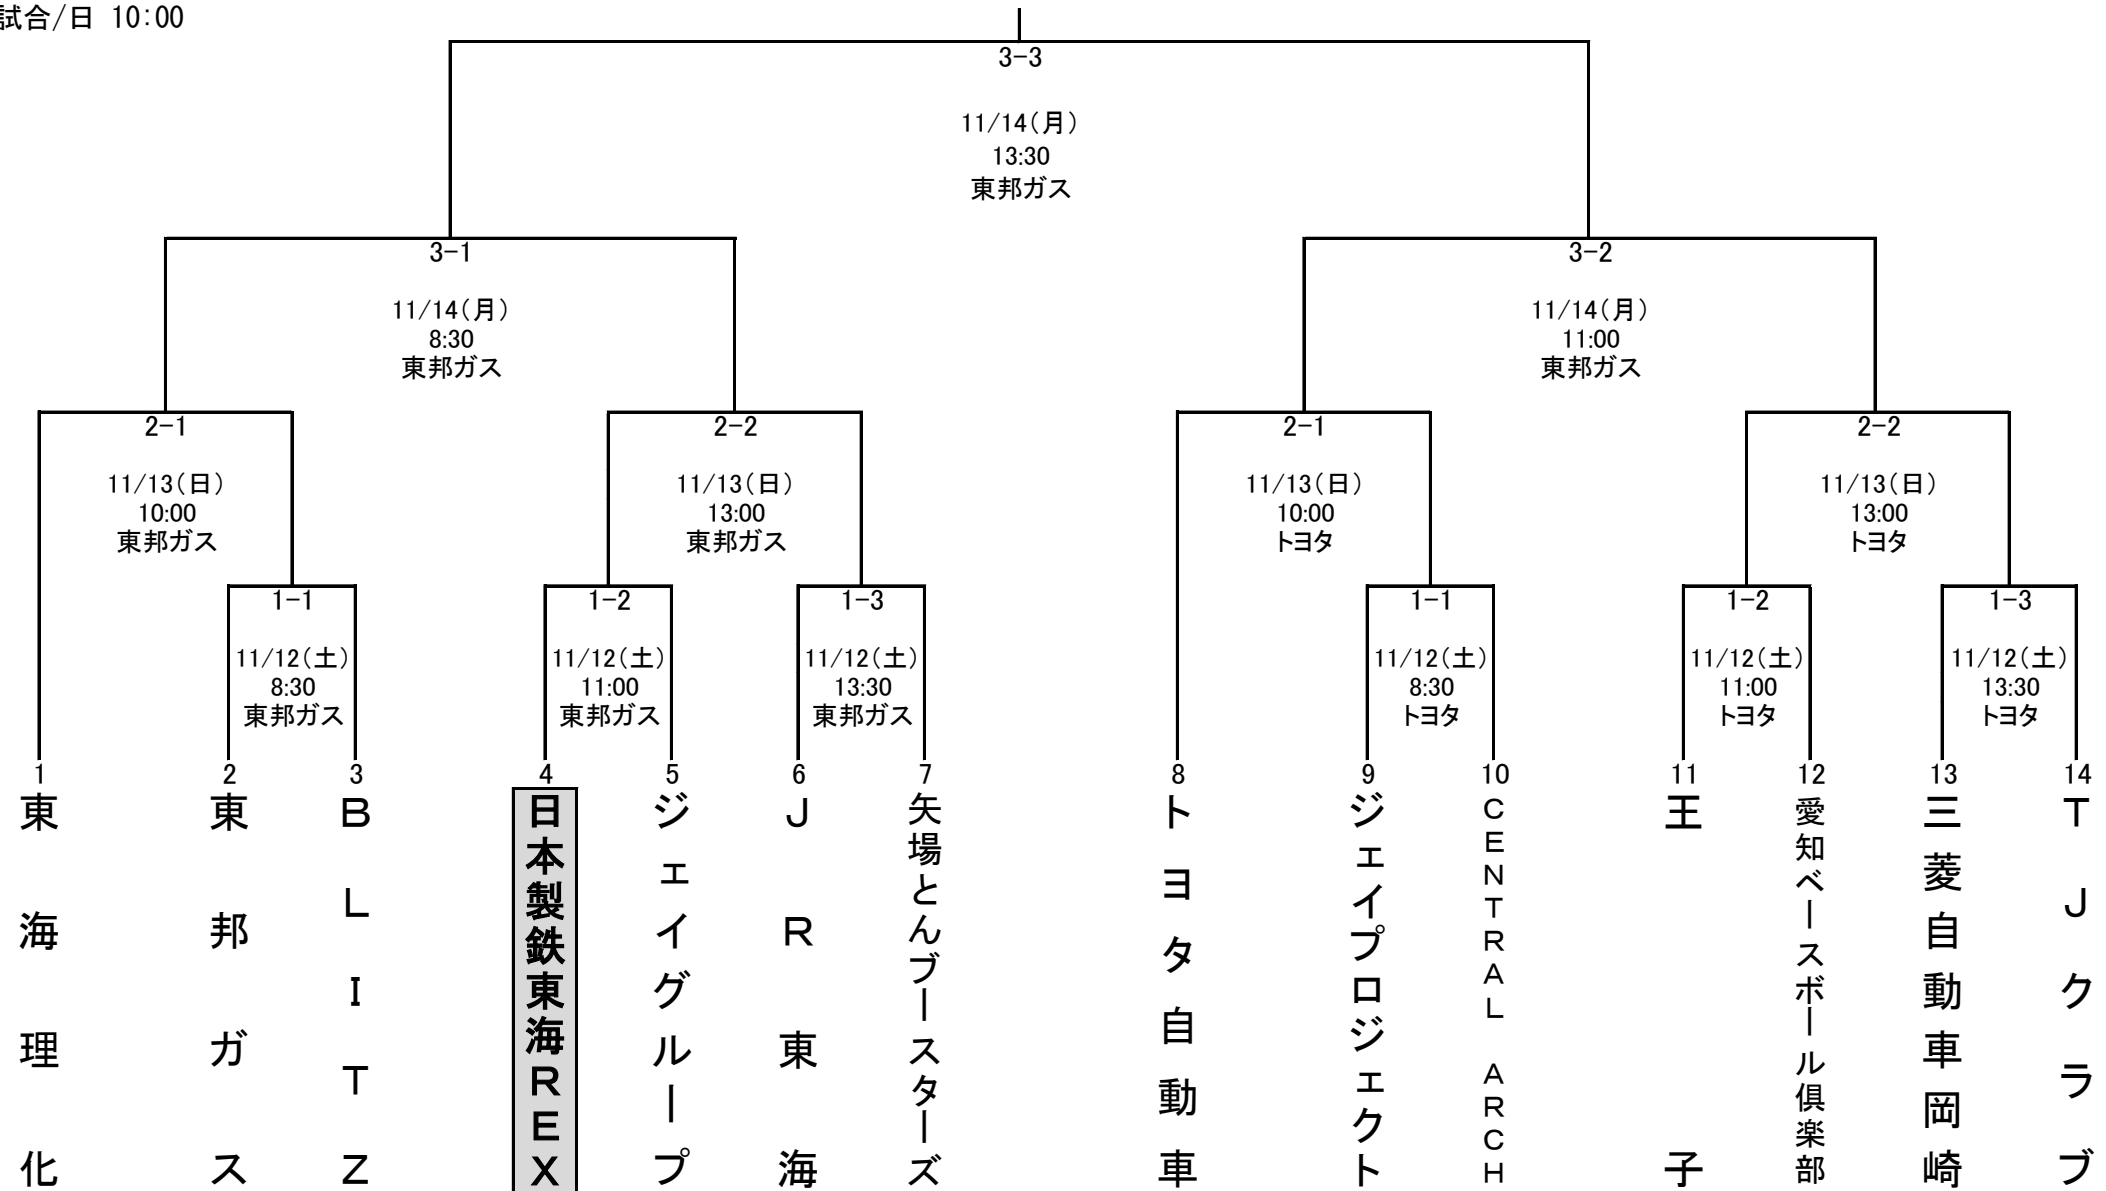 試合/日 10:00
3-3
11/14(月)
13:30
東邦ガス
3-1
11/14(月)
8:30
東邦ガス
3-2
11/14(月)
11:00
東邦ガス
2-1
11/13(日)
10:00
東邦ガス
2-2
11/13(日)
13:00
東邦ガス
2-1
11/13(日)
10:00
トヨタ
2-2
11/13(日)
13:00
トヨタ
1-1
11/12(土)
8:30
東邦ガス
1-2
11/12(土)
11:00
東邦ガス
1-3
11/12(土)
13:30
東邦ガス
1-1
11/12(土)
8:30
トヨタ
1-2
11/12(土)
11:00
トヨタ
1-3
11/12(土)
13:30
トヨタ
1
東海理化
2
東邦ガス
3
BLITZ
4
日本製鉄東海REX
5
ジェイグループ
6
JR東海
7
矢場とんブースターズ
8
トヨタ自動車
9
ジェイプロジェクト
10
CENTRAL ARCH
11
王子
12
愛知ベースボール倶楽部
13
三菱自動車岡崎
14
TJクラブ